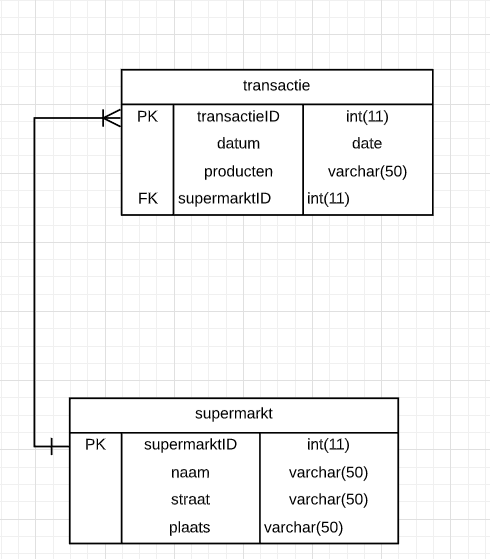 transactie
PK transactieID int(11)
datum date
producten varchar(50)
FK supermarktID int(11)
supermarkt
PK supermarktID int(11)
naam varchar(50)
straat varchar(50)
plaats varchar(50)